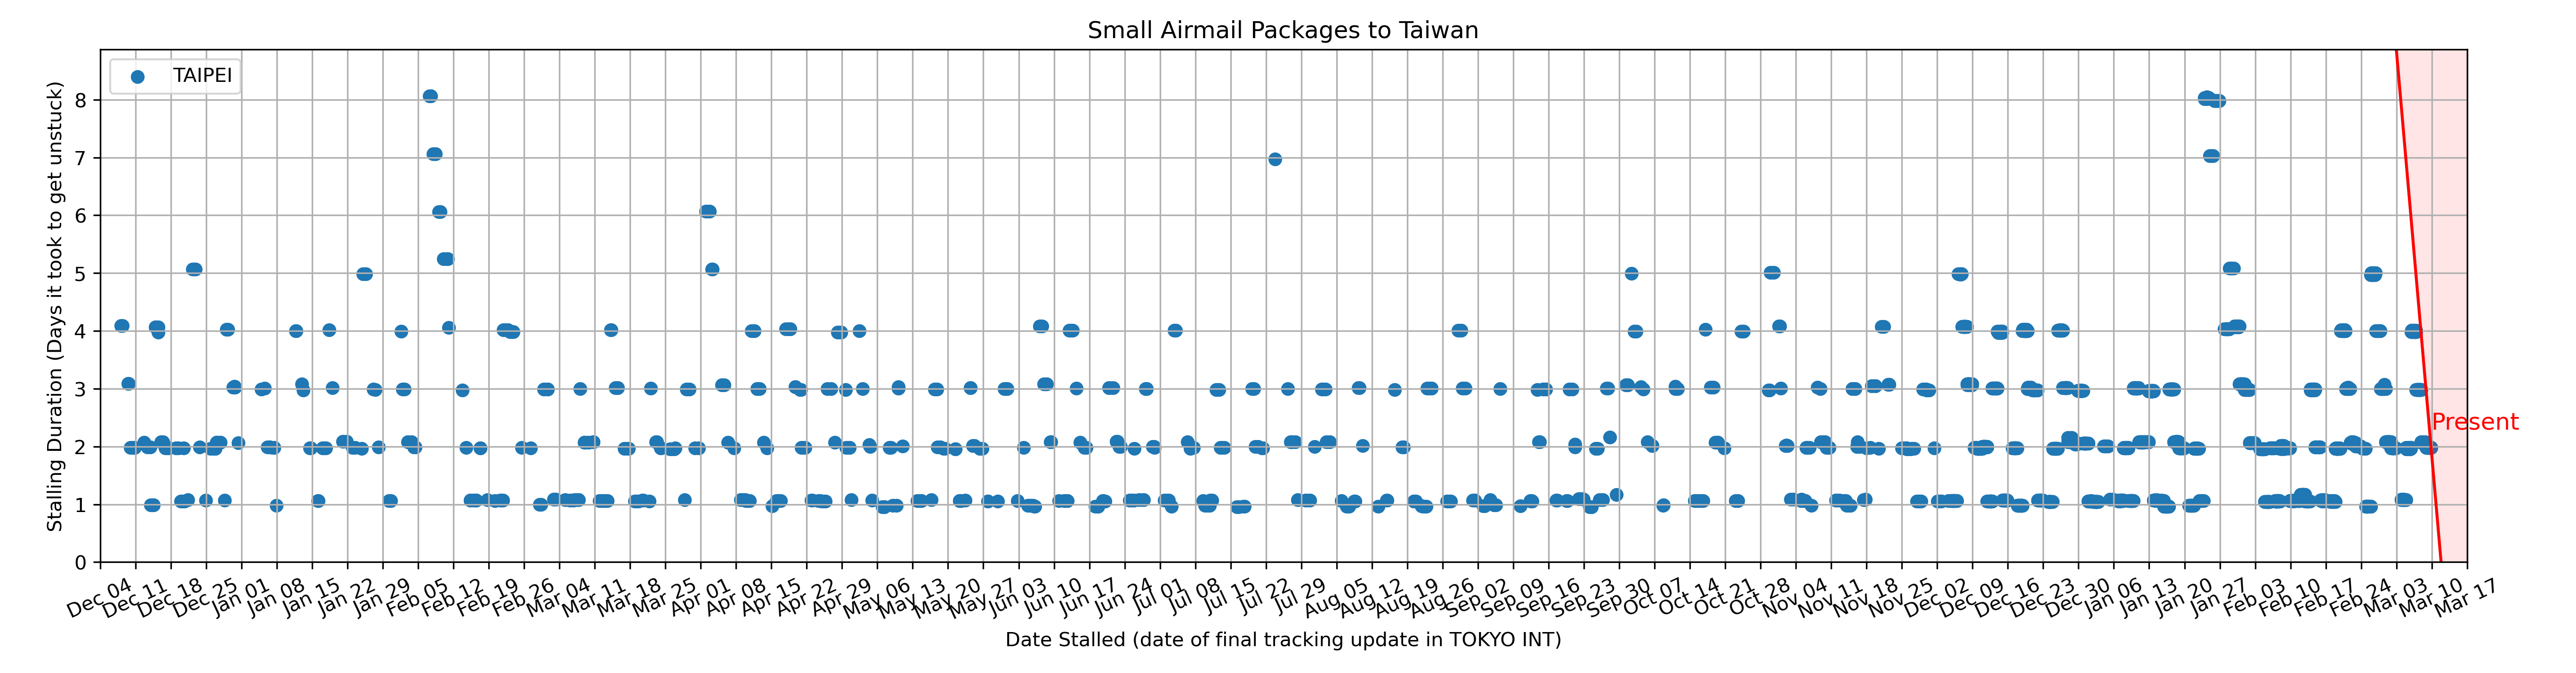 Small Airmail Packages to Taiwan
TAIPEI
Stalling Duration (Days it took to get unstuck)
8
7
6
5
4
3
2
1
0
Present
Dec 04
Dec 11
Dec 18
Dec 25
Jan 01
Jan 08
Jan 15
Jan 22
Jan 29
Feb 05
Feb 12
Feb 19
Feb 26
Mar 04
Mar 11
Mar 18
Mar 25
Apr 01
Apr 08
Apr 15
Apr 22
Apr 29
May 06
May 13
May 20
May 27
Jun 03
Jun 10
Jun 17
Jun 24
Jul 01
Jul 08
Jul 15
Jul 22
Jul 29
Aug 05
Aug 12
Aug 19
Aug 26
Sep 02
Sep 09
Sep 16
Sep 23
Sep 30
Oct 07
Oct 14
Oct 21
Oct 28
Nov 04
Nov 11
Nov 18
Nov 25
Dec 02
Dec 09
Dec 16
Dec 23
Dec 30
Jan 06
Jan 13
Jan 20
Jan 27
Feb 03
Feb 10
Feb 17
Feb 24
Mar 03
Mar 10
Mar 17
Date Stalled (date of final tracking update in TOKYO INT)